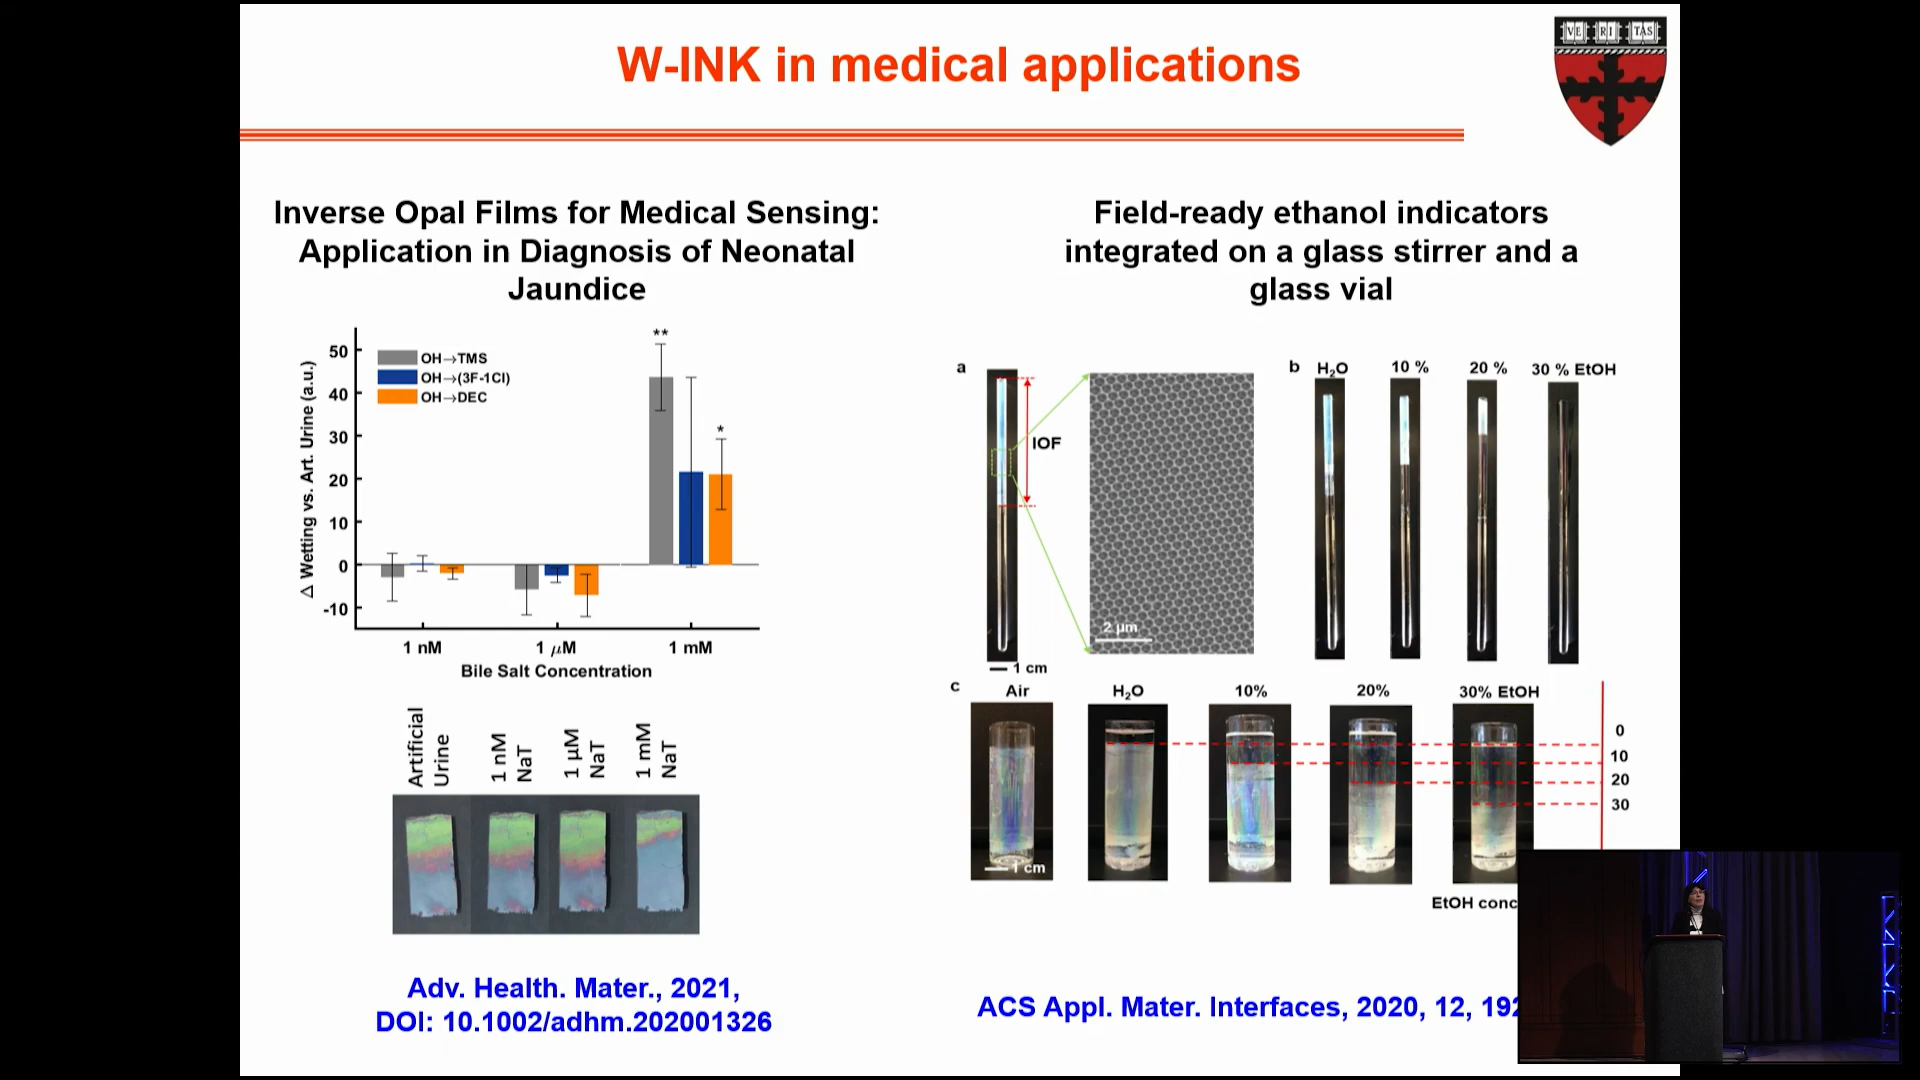 W-INK in medical applications
VE RI TAS
Inverse Opal Films for Medical Sensing:
Application in Diagnosis of Neonatal
Jaundice
Δ Wetting vs. Art. Urine (a.u.)
50
40
30
20
10
0
-10
OH→TMS
OH→(3F-1Cl)
OH→DEC
**
*
1 nM
1 μM
1 mM
Bile Salt Concentration
Artificial
Urine
1 nM
NaT
1 μM
NaT
1 mM
NaT
Adv. Health. Mater., 2021,
DOI: 10.1002/adhm.202001326
Field-ready ethanol indicators
integrated on a glass stirrer and a
glass vial
a
IOF
2 μm
1 cm
b
H₂O
10 %
20 %
30 % EtOH
c
Air
H₂O
10%
20%
30% EtOH
1 cm
0
10
20
30
EtOH conc
ACS Appl. Mater. Interfaces, 2020, 12, 192